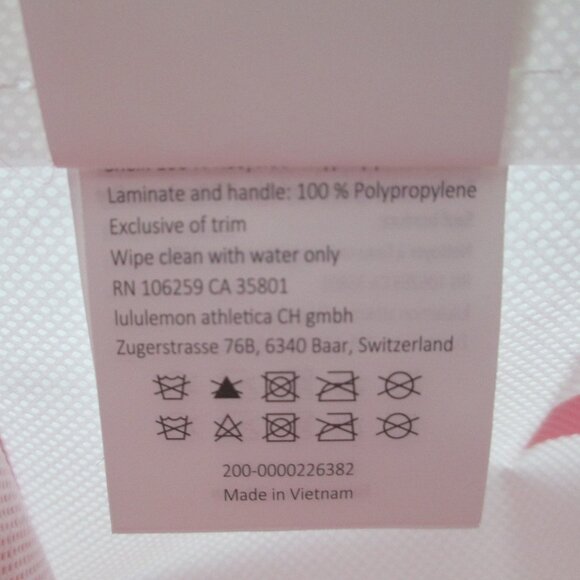 Laminate and handle: 100 % Polypropylene
Exclusive of trim
Wipe clean with water only
RN 106259 CA 35801
lululemon athletica CH gmbh
Zugerstrasse 76B, 6340 Baar, Switzerland
200-0000226382
Made in Vietnam